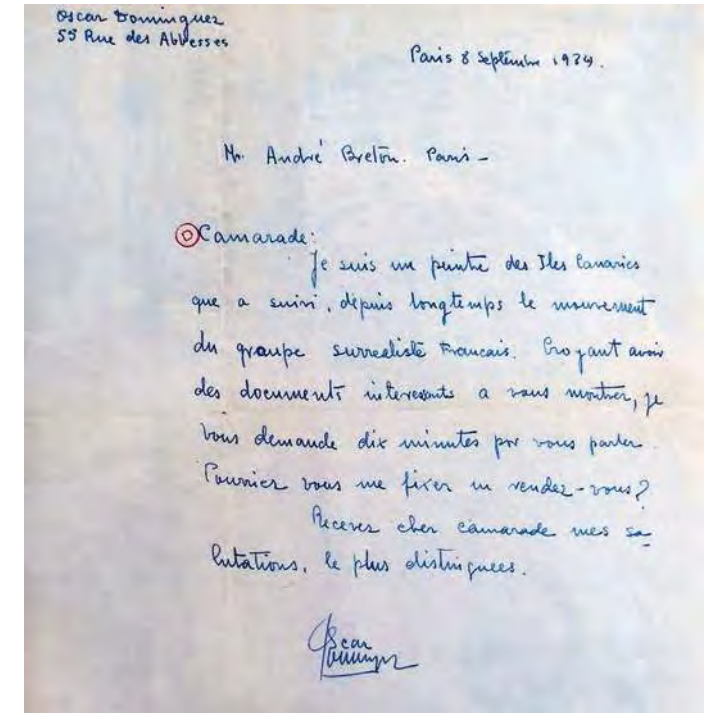 Oscar Dominguez
55 Rue des Abbesses
Paris 8 Septembre 1934.
Mr. André Breton. Paris -
Camarade:
Je suis un peintre des Iles Canaries
que a suivi, depuis longtemps le mouvement
du groupe surrealiste Francais. Croyant avoir
des documents interessants a vous montrer, je
vous demande dix minutes por vous parler.
Pourriez vous me fixer un rendez-vous?
Recevez cher camarade mes sa
lutations, le plus distinguees.
Oscar
Dominguez